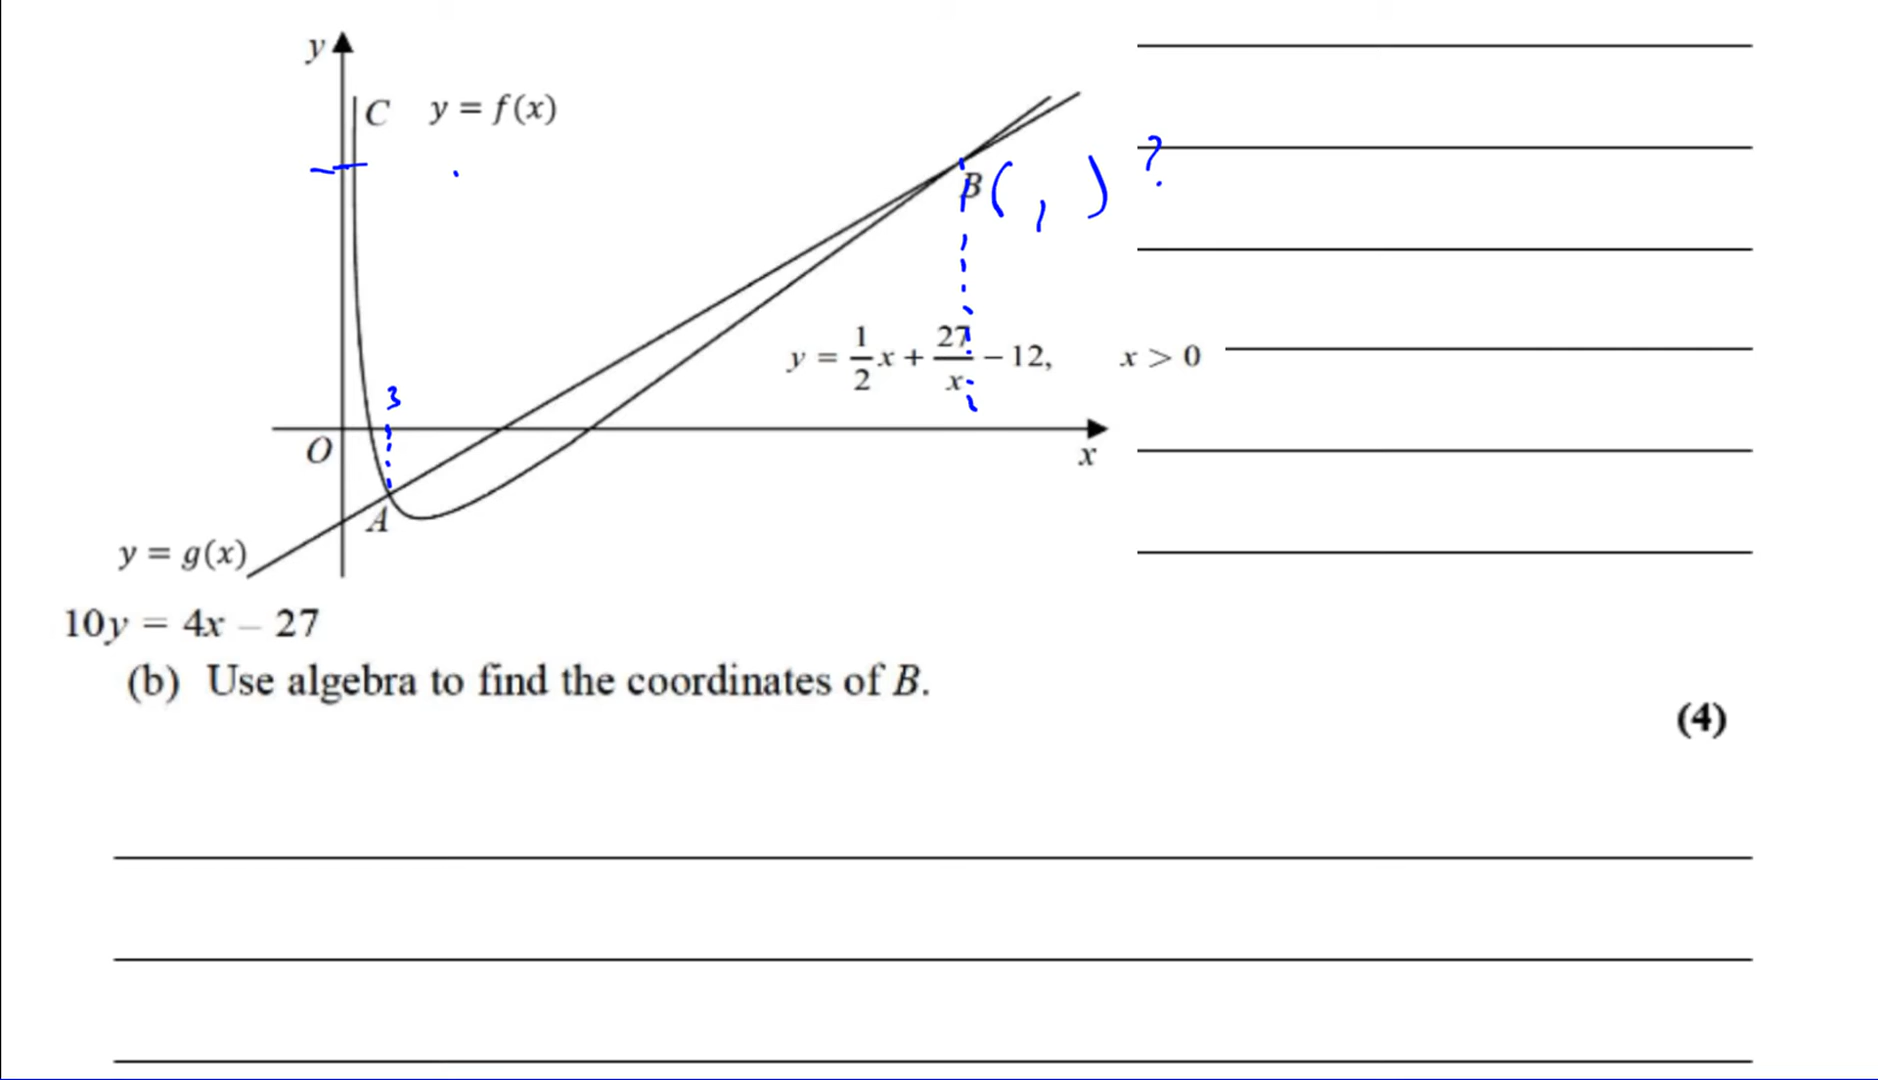 y
C y = f(x)
B ( , ) ?
y = 1/2 x + 27/x − 12, x > 0
3
O
x
A
y = g(x)
10y = 4x – 27
(b) Use algebra to find the coordinates of B.
(4)